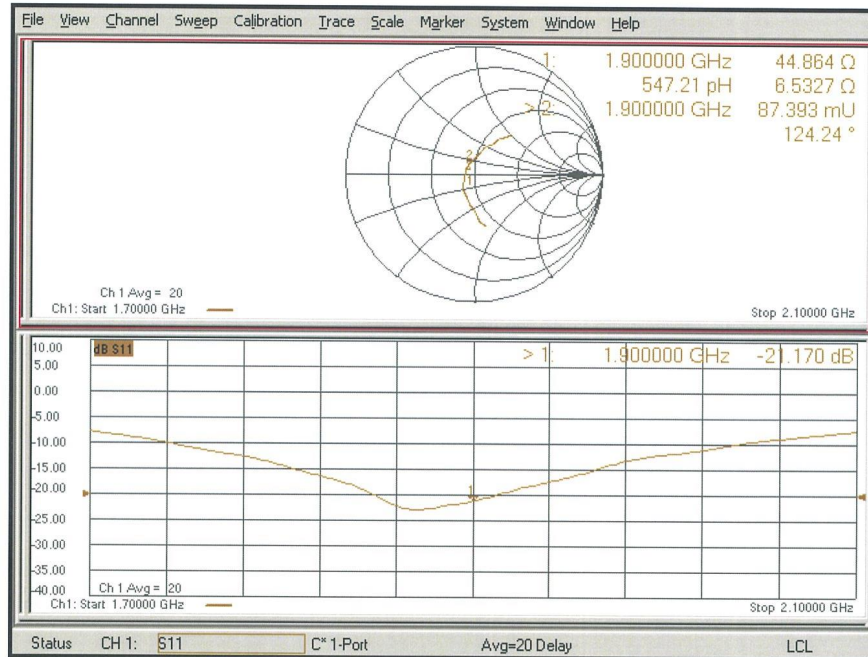 File View Channel Sweep Calibration Trace Scale Marker System Window Help
1: 1.900000 GHz 44.864 Ω
547.21 pH 6.5327 Ω
> 2: 1.900000 GHz 87.393 mU
124.24 °
2
1
Ch 1 Avg = 20
Ch1: Start 1.70000 GHz
Stop 2.10000 GHz
dB S11
> 1: 1.900000 GHz -21.170 dB
10.00
5.00
0.00
-5.00
-10.00
-15.00
-20.00
-25.00
-30.00
-35.00
-40.00
1
Ch 1 Avg = 20
Ch1: Start 1.70000 GHz
Stop 2.10000 GHz
Status CH 1: S11 C* 1-Port Avg=20 Delay LCL